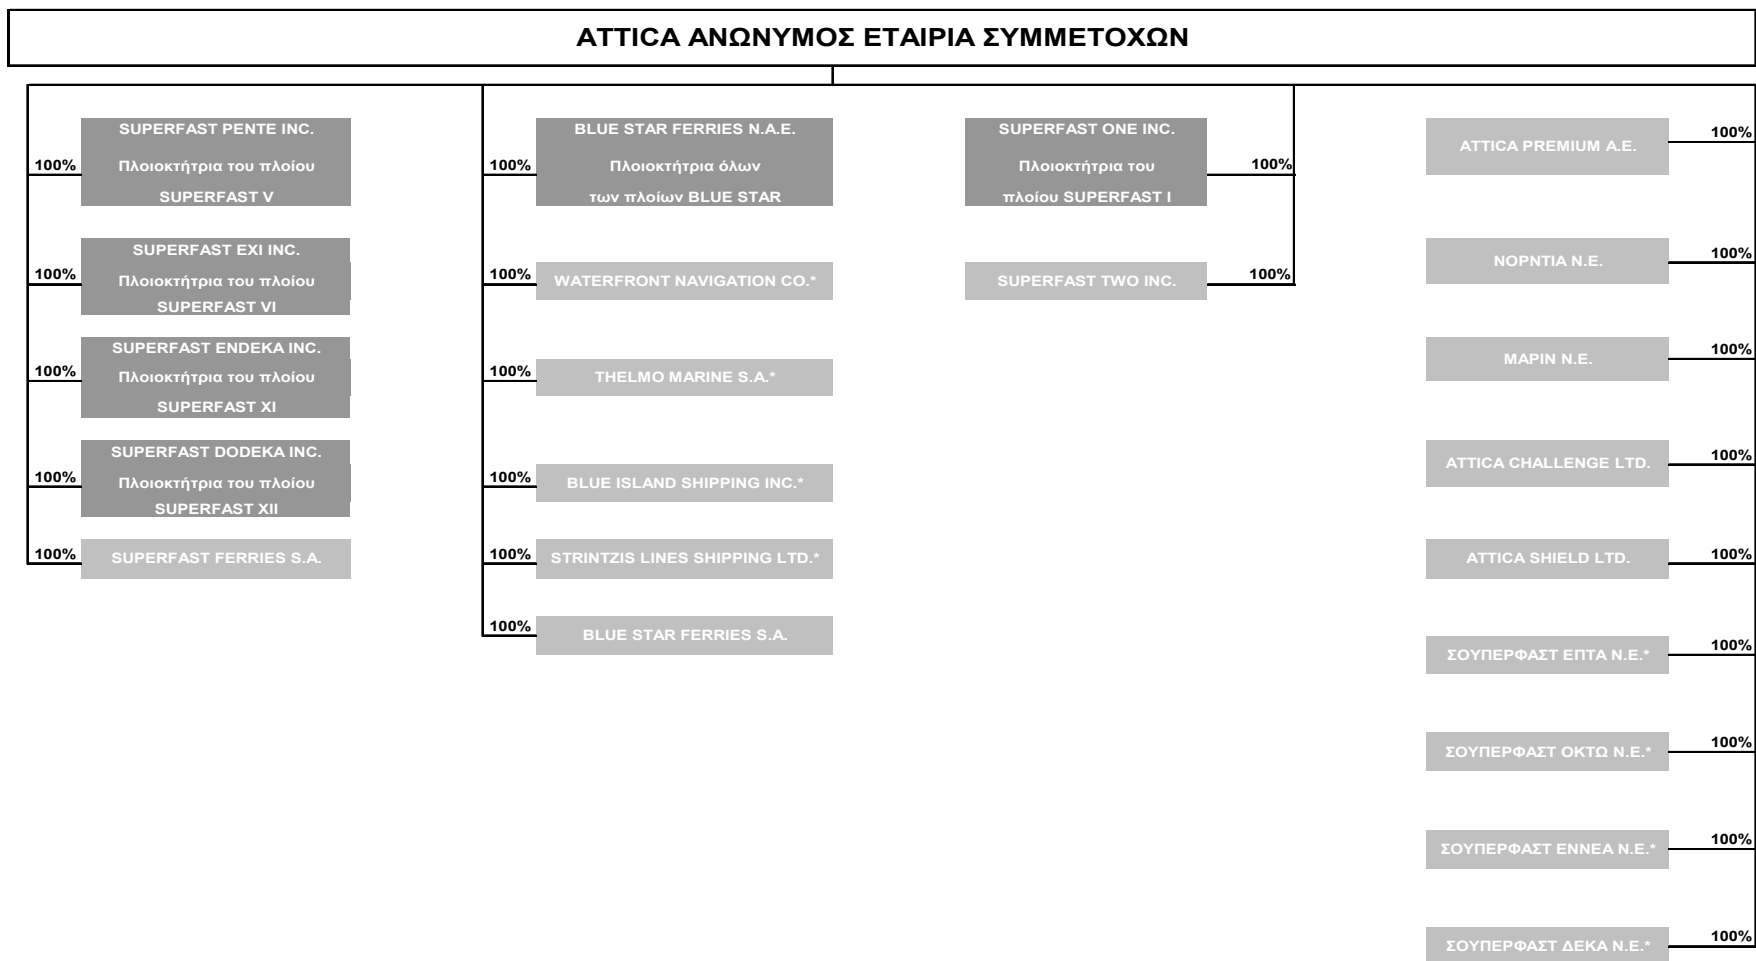 ATTICA ΑΝΩΝΥΜΟΣ ΕΤΑΙΡΙΑ ΣΥΜΜΕΤΟΧΩΝ
100%
SUPERFAST PENTE INC.
Πλοιοκτήτρια του πλοίου
SUPERFAST V
100%
SUPERFAST EXI INC.
Πλοιοκτήτρια του πλοίου
SUPERFAST VI
100%
SUPERFAST ENDEKA INC.
Πλοιοκτήτρια του πλοίου
SUPERFAST XI
100%
SUPERFAST DODEKA INC.
Πλοιοκτήτρια του πλοίου
SUPERFAST XII
100%
SUPERFAST FERRIES S.A.
100%
BLUE STAR FERRIES N.A.E.
Πλοιοκτήτρια όλων
των πλοίων BLUE STAR
100%
WATERFRONT NAVIGATION CO.*
100%
THELMO MARINE S.A.*
100%
BLUE ISLAND SHIPPING INC.*
100%
STRINTZIS LINES SHIPPING LTD.*
100%
BLUE STAR FERRIES S.A.
SUPERFAST ONE INC.
Πλοιοκτήτρια του
πλοίου SUPERFAST I
100%
SUPERFAST TWO INC.
100%
ATTICA PREMIUM A.E.
100%
ΝΟΡΝΤΙΑ Ν.Ε.
100%
ΜΑΡΙΝ Ν.Ε.
100%
ATTICA CHALLENGE LTD.
100%
ATTICA SHIELD LTD.
100%
ΣΟΥΠΕΡΦΑΣΤ ΕΠΤΑ Ν.Ε.*
100%
ΣΟΥΠΕΡΦΑΣΤ ΟΚΤΩ Ν.Ε.*
100%
ΣΟΥΠΕΡΦΑΣΤ ΕΝΝΕΑ Ν.Ε.*
100%
ΣΟΥΠΕΡΦΑΣΤ ΔΕΚΑ Ν.Ε.*
100%